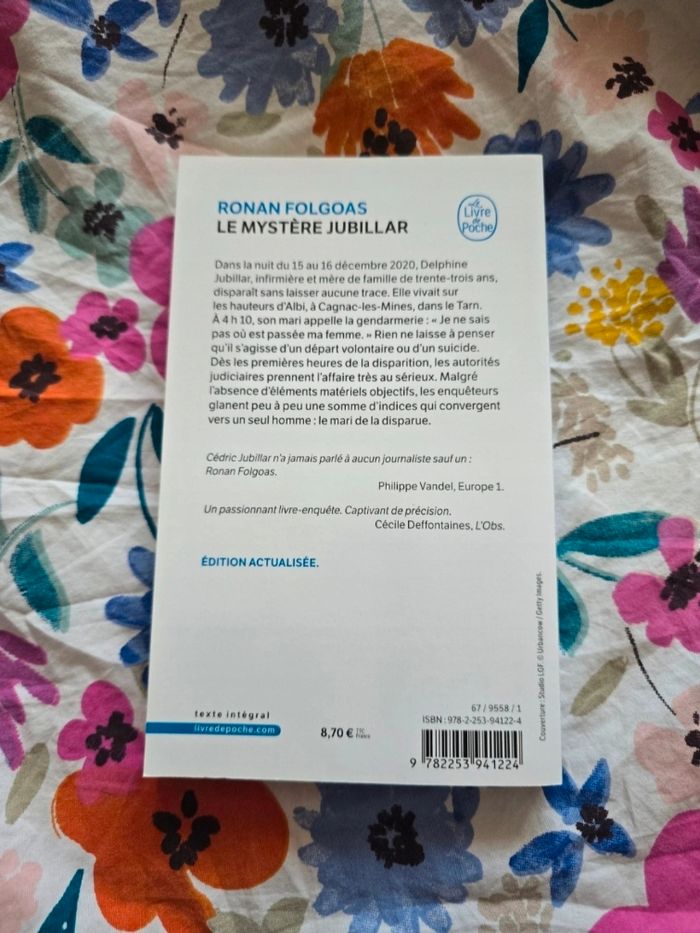 RONAN FOLGOAS
LE MYSTÈRE JUBILLAR
Le
Livre
de
Poche
Dans la nuit du 15 au 16 décembre 2020, Delphine
Jubillar, infirmière et mère de famille de trente-trois ans,
disparaît sans laisser aucune trace. Elle vivait sur
les hauteurs d'Albi, à Cagnac-les-Mines, dans le Tarn.
À 4 h 10, son mari appelle la gendarmerie : « Je ne sais
pas où est passée ma femme. » Rien ne laisse à penser
qu'il s'agisse d'un départ volontaire ou d'un suicide.
Dès les premières heures de la disparition, les autorités
judiciaires prennent l'affaire très au sérieux. Malgré
l'absence d'éléments matériels objectifs, les enquêteurs
glanent peu à peu une somme d'indices qui convergent
vers un seul homme : le mari de la disparue.
Cédric Jubillar n'a jamais parlé à aucun journaliste sauf un :
Ronan Folgoas.
Philippe Vandel, Europe 1.
Un passionnant livre-enquête. Captivant de précision.
Cécile Deffontaines, L'Obs.
ÉDITION ACTUALISÉE.
texte intégral
livredepoche.com
8,70 € TTC
France
67 / 9558 / 1
ISBN : 978-2-253-94122-4
9 782253 941224
Couverture : Studio LGF. © Urbancow / Getty Images.